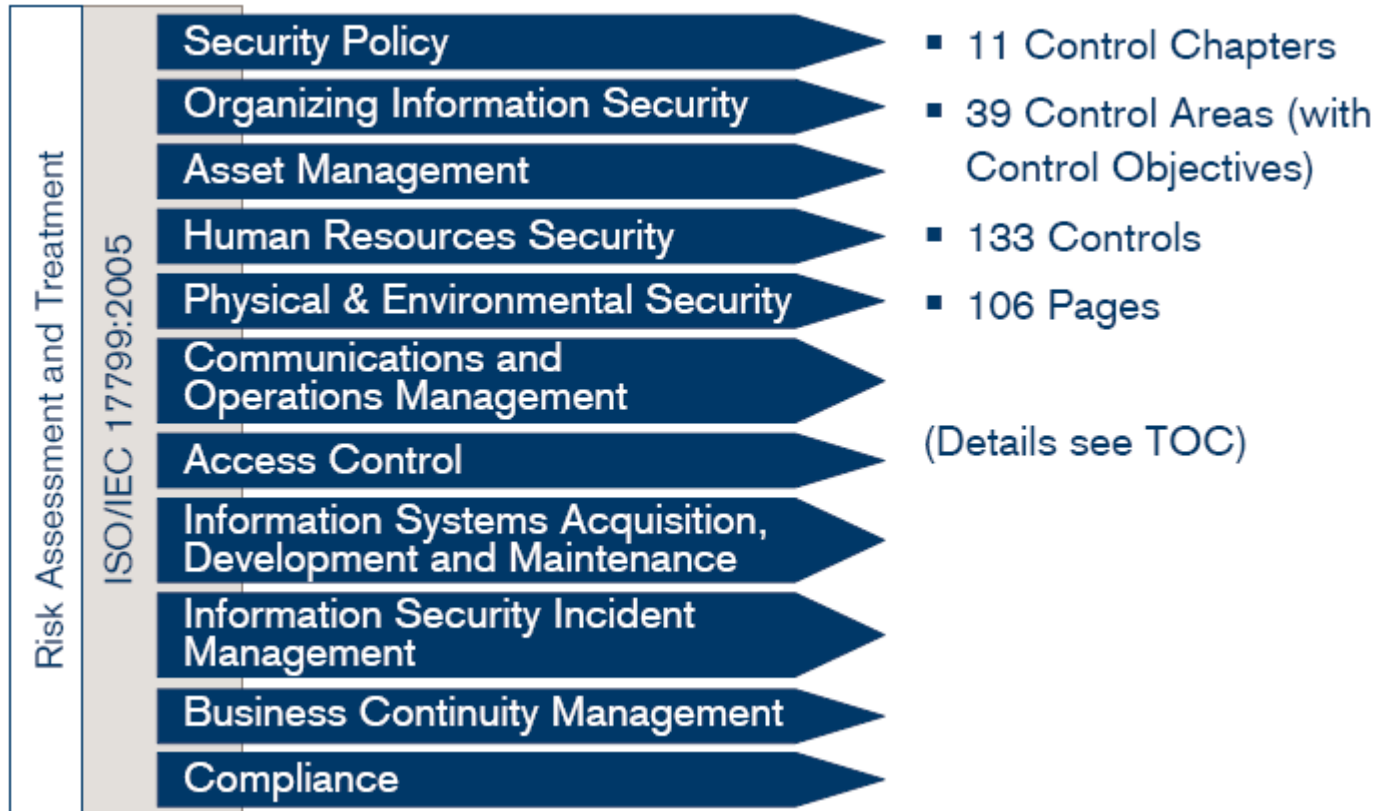 Risk Assessment and Treatment
ISO/IEC 17799:2005
Security Policy
Organizing Information Security
Asset Management
Human Resources Security
Physical & Environmental Security
Communications and
Operations Management
Access Control
Information Systems Acquisition,
Development and Maintenance
Information Security Incident
Management
Business Continuity Management
Compliance
▪ 11 Control Chapters
▪ 39 Control Areas (with
Control Objectives)
▪ 133 Controls
▪ 106 Pages
(Details see TOC)